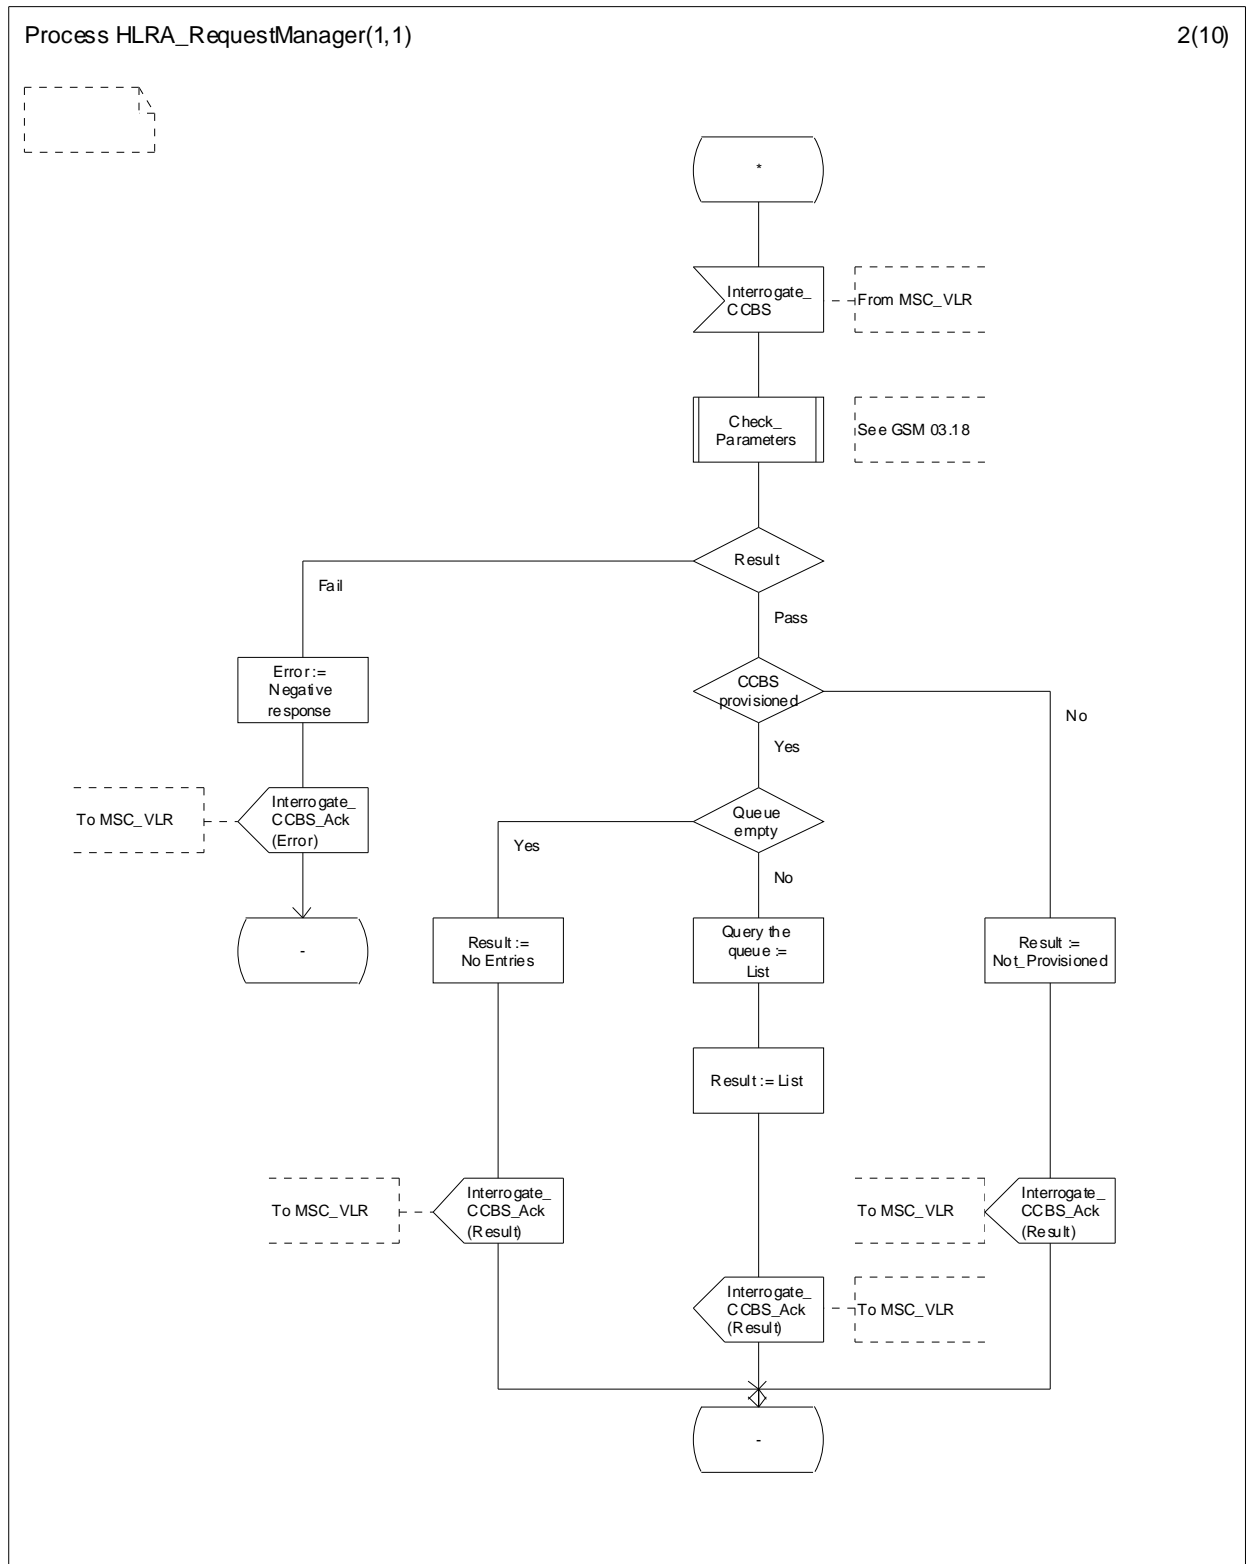 Process HLRA_RequestManager(1,1)
2(10)
*
Interrogate_
CCBS
From MSC_VLR
Check_
Parameters
See GSM 03.18
Result
Fail
Pass
Error :=
Negative
response
CCBS
provisioned
No
Yes
To MSC_VLR
Interrogate_
CCBS_Ack
(Error)
Queue
empty
Yes
No
-
Result :=
No Entries
Query the
queue :=
List
Result :=
Not_Provisioned
Result := List
To MSC_VLR
Interrogate_
CCBS_Ack
(Result)
To MSC_VLR
Interrogate_
CCBS_Ack
(Result)
Interrogate_
CCBS_Ack
(Result)
To MSC_VLR
-